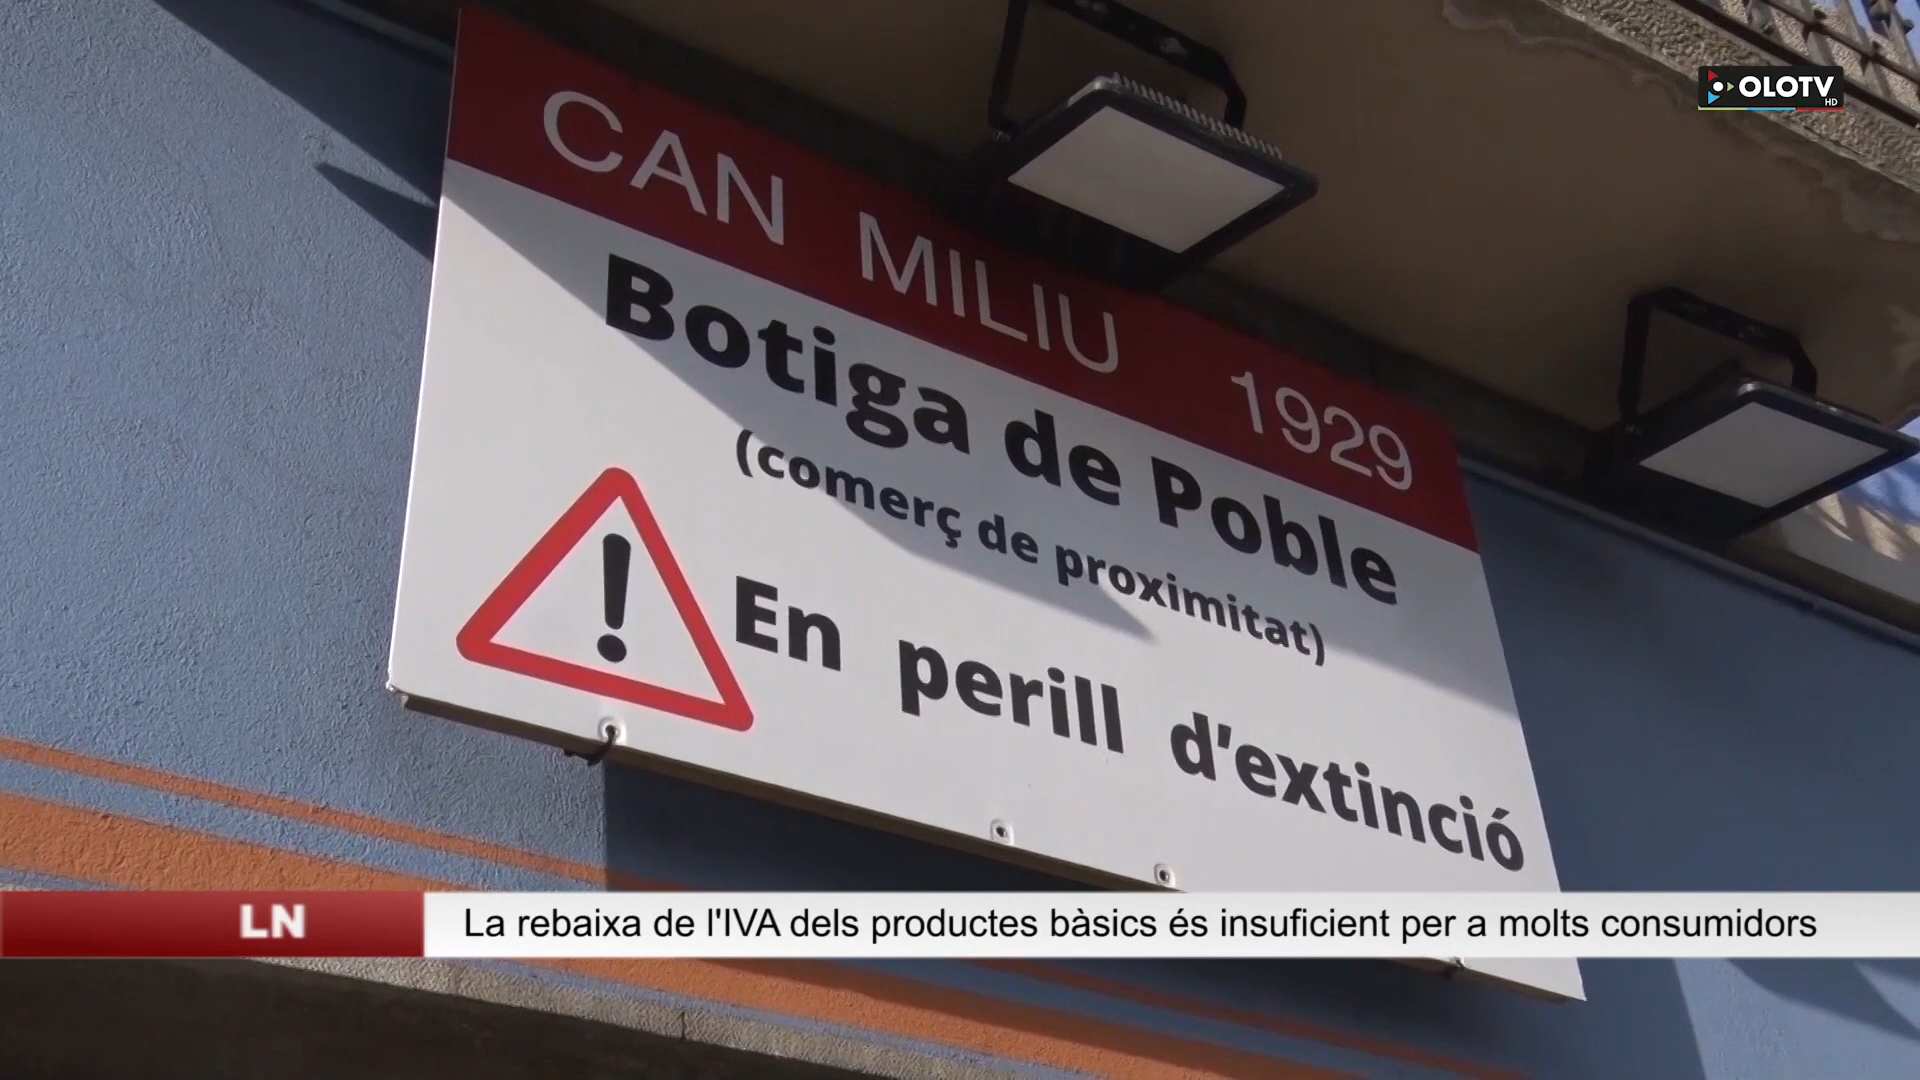 OLOTV
HD
CAN MILIU 1929
Botiga de Poble
(comerç de proximitat)
En perill d'extinció
LN
La rebaixa de l'IVA dels productes bàsics és insuficient per a molts consumidors